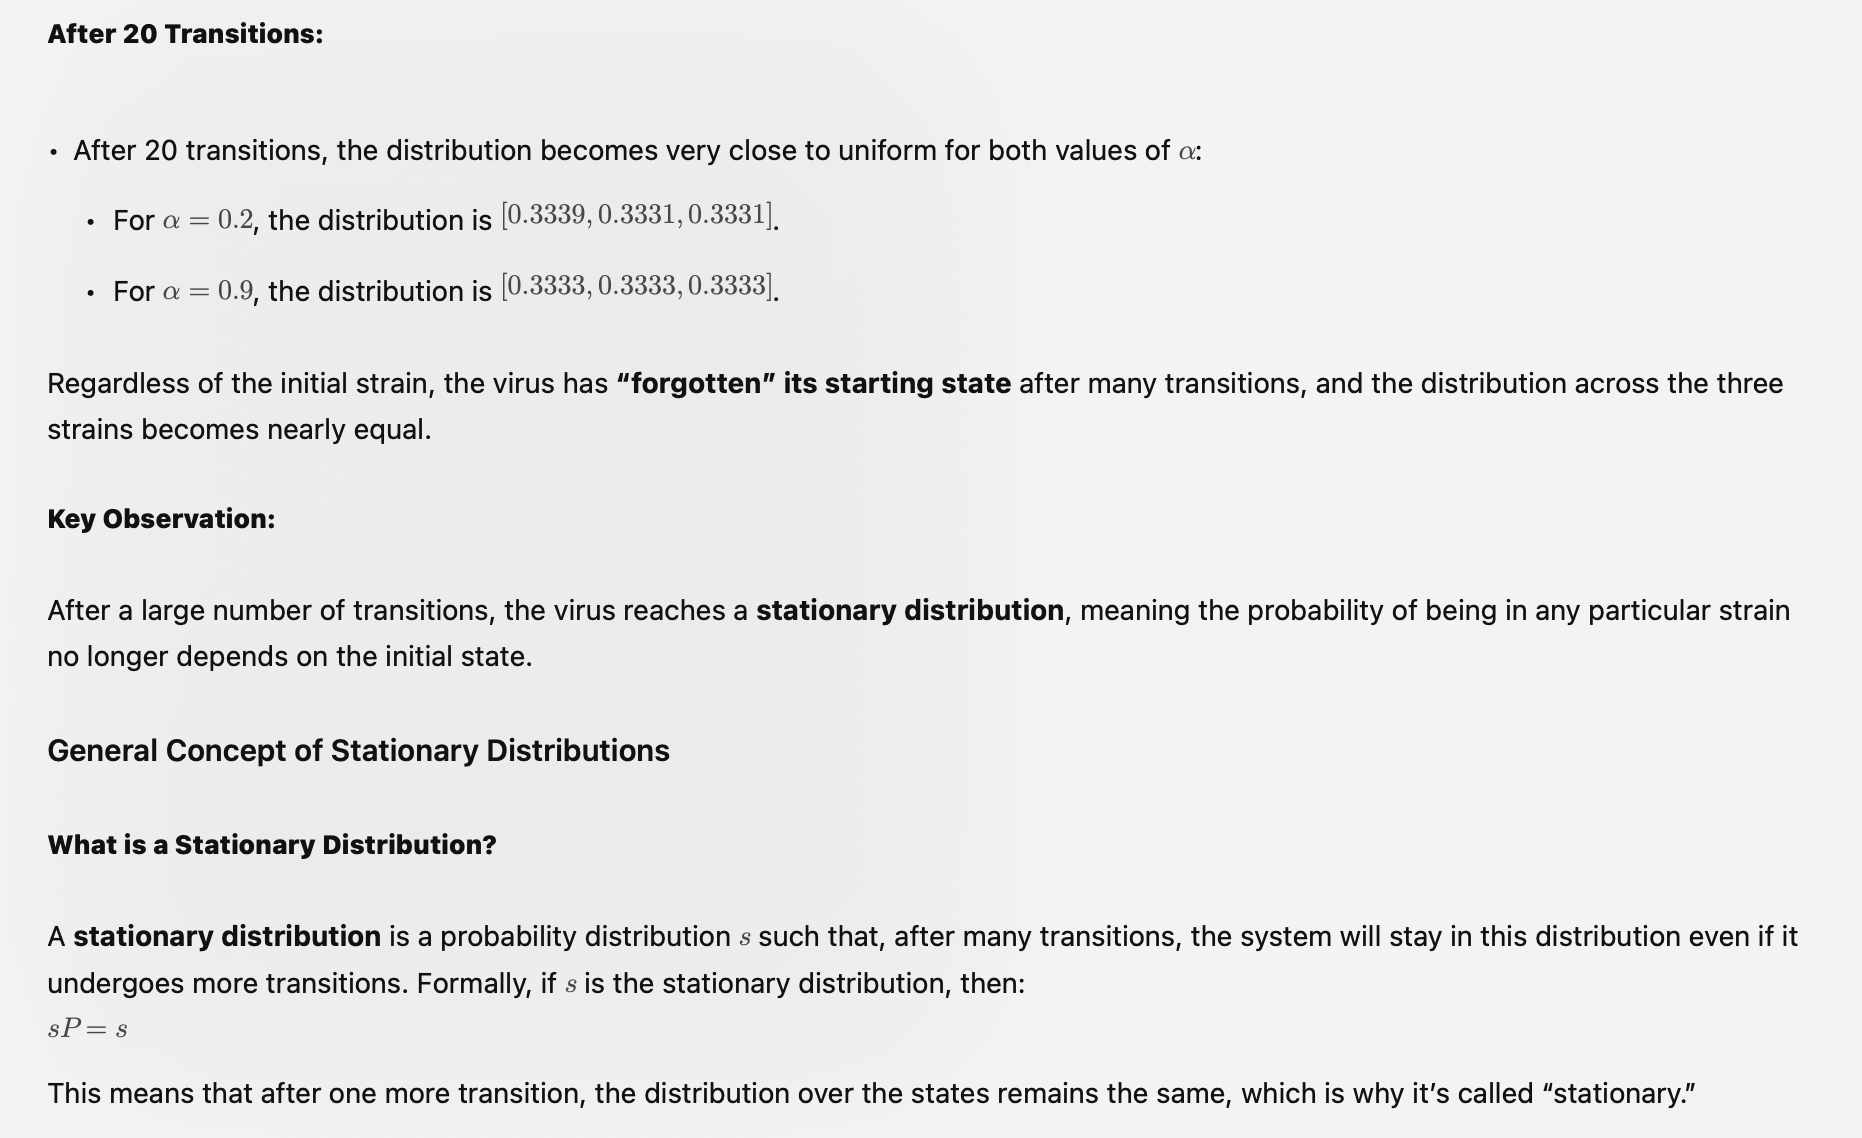 After 20 Transitions:
• After 20 transitions, the distribution becomes very close to uniform for both values of α:
• For α = 0.2, the distribution is [0.3339, 0.3331, 0.3331].
• For α = 0.9, the distribution is [0.3333, 0.3333, 0.3333].
Regardless of the initial strain, the virus has “forgotten” its starting state after many transitions, and the distribution across the three
strains becomes nearly equal.
Key Observation:
After a large number of transitions, the virus reaches a stationary distribution, meaning the probability of being in any particular strain
no longer depends on the initial state.
General Concept of Stationary Distributions
What is a Stationary Distribution?
A stationary distribution is a probability distribution s such that, after many transitions, the system will stay in this distribution even if it
undergoes more transitions. Formally, if s is the stationary distribution, then:
sP = s
This means that after one more transition, the distribution over the states remains the same, which is why it’s called “stationary.”